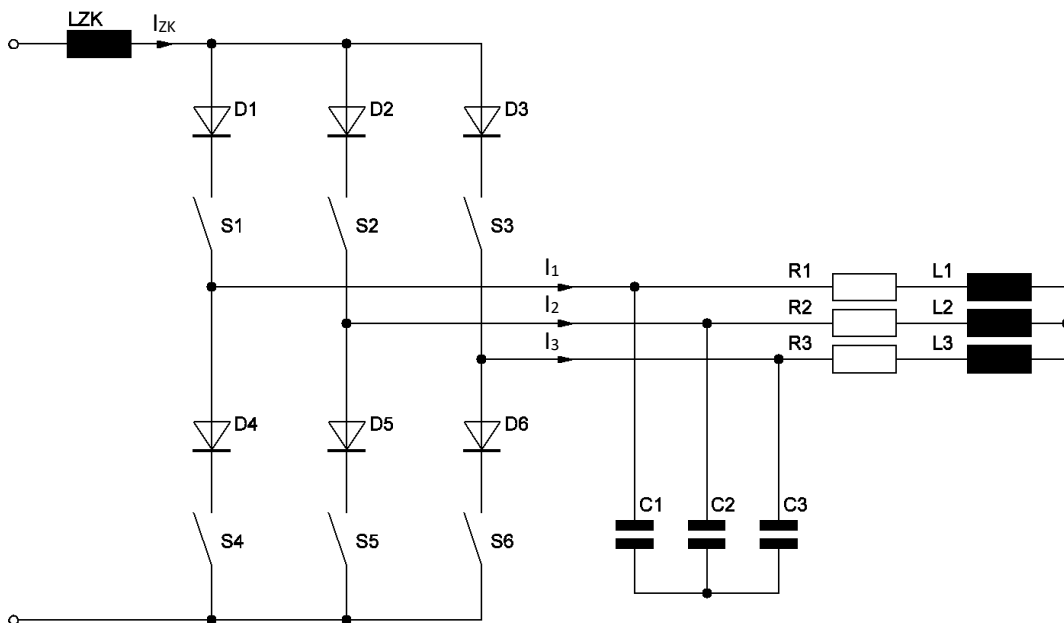 LZK
I_ZK
D1
D2
D3
S1
S2
S3
I₁
R1
L1
I₂
R2
L2
I₃
R3
L3
D4
D5
D6
C1
C2
C3
S4
S5
S6